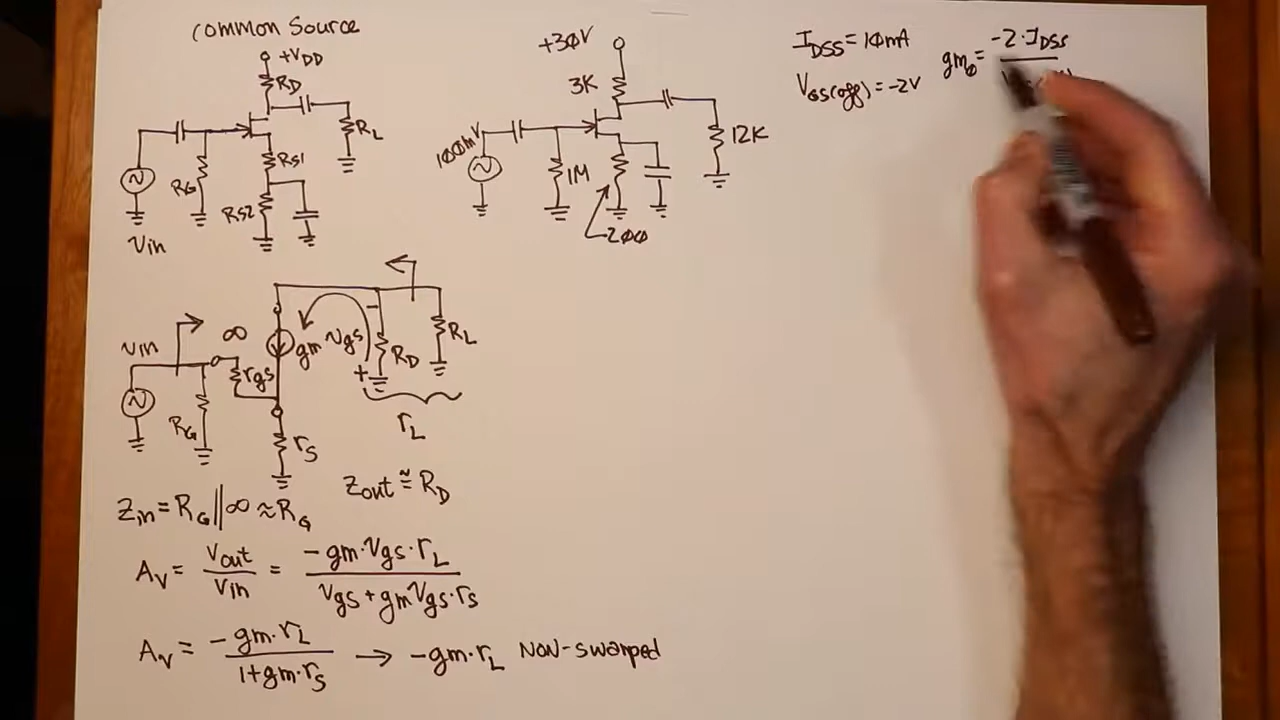 common Source
+VDD
RD
RL
RS1
RG
RS2
Vin
+30V
3K
100mV
12K
1M
200
IDSS = 10mA
VGS(off) = -2V
gm0 = -2·IDSS
vin
∞
rgs
gm vgs
RD
RL
+
-
RG
rS
rL
Zin = RG||∞ ≈ RG
Zout ≅ RD
AV = Vout/Vin = -gm·Vgs·rL / Vgs+gmVgs·rs
AV = -gm·rL / 1+gm·rS → -gm·rL NON-swamped